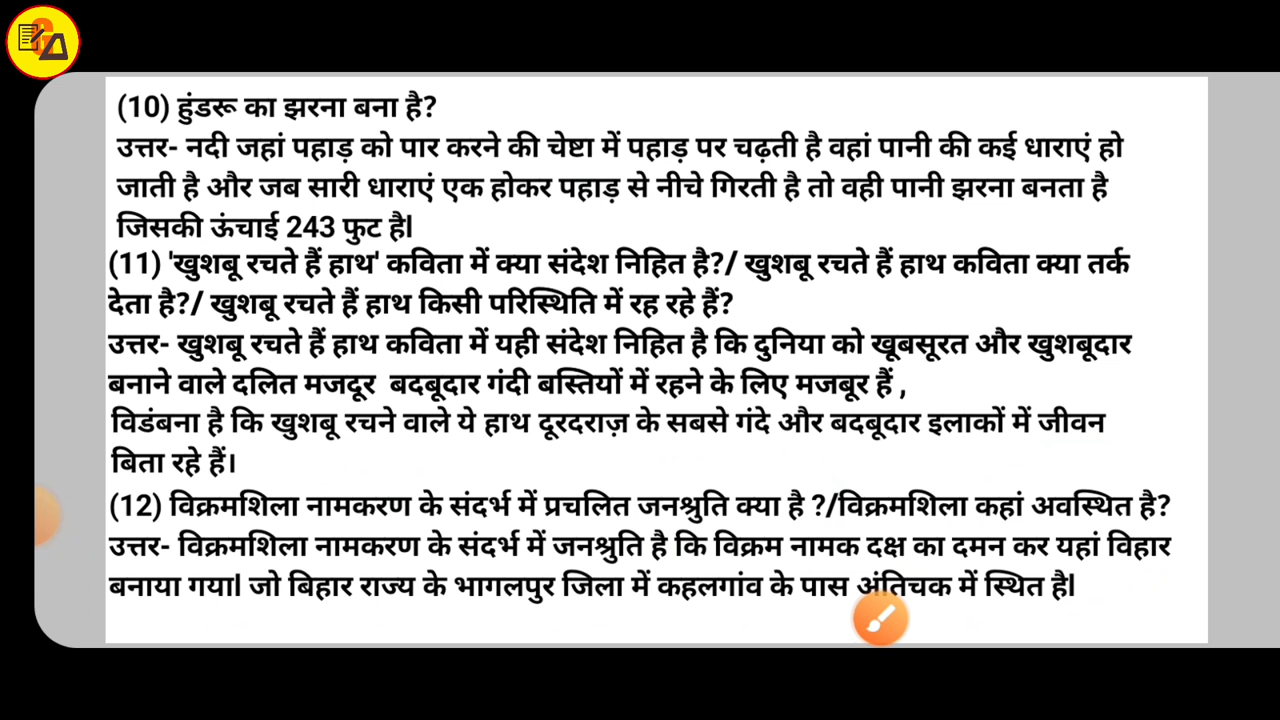 (10) हुंडरू का झरना बना है?
उत्तर- नदी जहां पहाड़ को पार करने की चेष्टा में पहाड़ पर चढ़ती है वहां पानी की कई धाराएं हो
जाती है और जब सारी धाराएं एक होकर पहाड़ से नीचे गिरती है तो वही पानी झरना बनता है
जिसकी ऊंचाई 243 फुट है।
(11) 'खुशबू रचते हैं हाथ' कविता में क्या संदेश निहित है?/ खुशबू रचते हैं हाथ कविता क्या तर्क
देता है?/ खुशबू रचते हैं हाथ किसी परिस्थिति में रह रहे हैं?
उत्तर- खुशबू रचते हैं हाथ कविता में यही संदेश निहित है कि दुनिया को खूबसूरत और खुशबूदार
बनाने वाले दलित मजदूर बदबूदार गंदी बस्तियों में रहने के लिए मजबूर हैं ,
विडंबना है कि खुशबू रचने वाले ये हाथ दूरदराज़ के सबसे गंदे और बदबूदार इलाकों में जीवन
बिता रहे हैं।
(12) विक्रमशिला नामकरण के संदर्भ में प्रचलित जनश्रुति क्या है ?/विक्रमशिला कहां अवस्थित है?
उत्तर- विक्रमशिला नामकरण के संदर्भ में जनश्रुति है कि विक्रम नामक दक्ष का दमन कर यहां विहार
बनाया गया। जो बिहार राज्य के भागलपुर जिला में कहलगांव के पास अंतिचक में स्थित है।